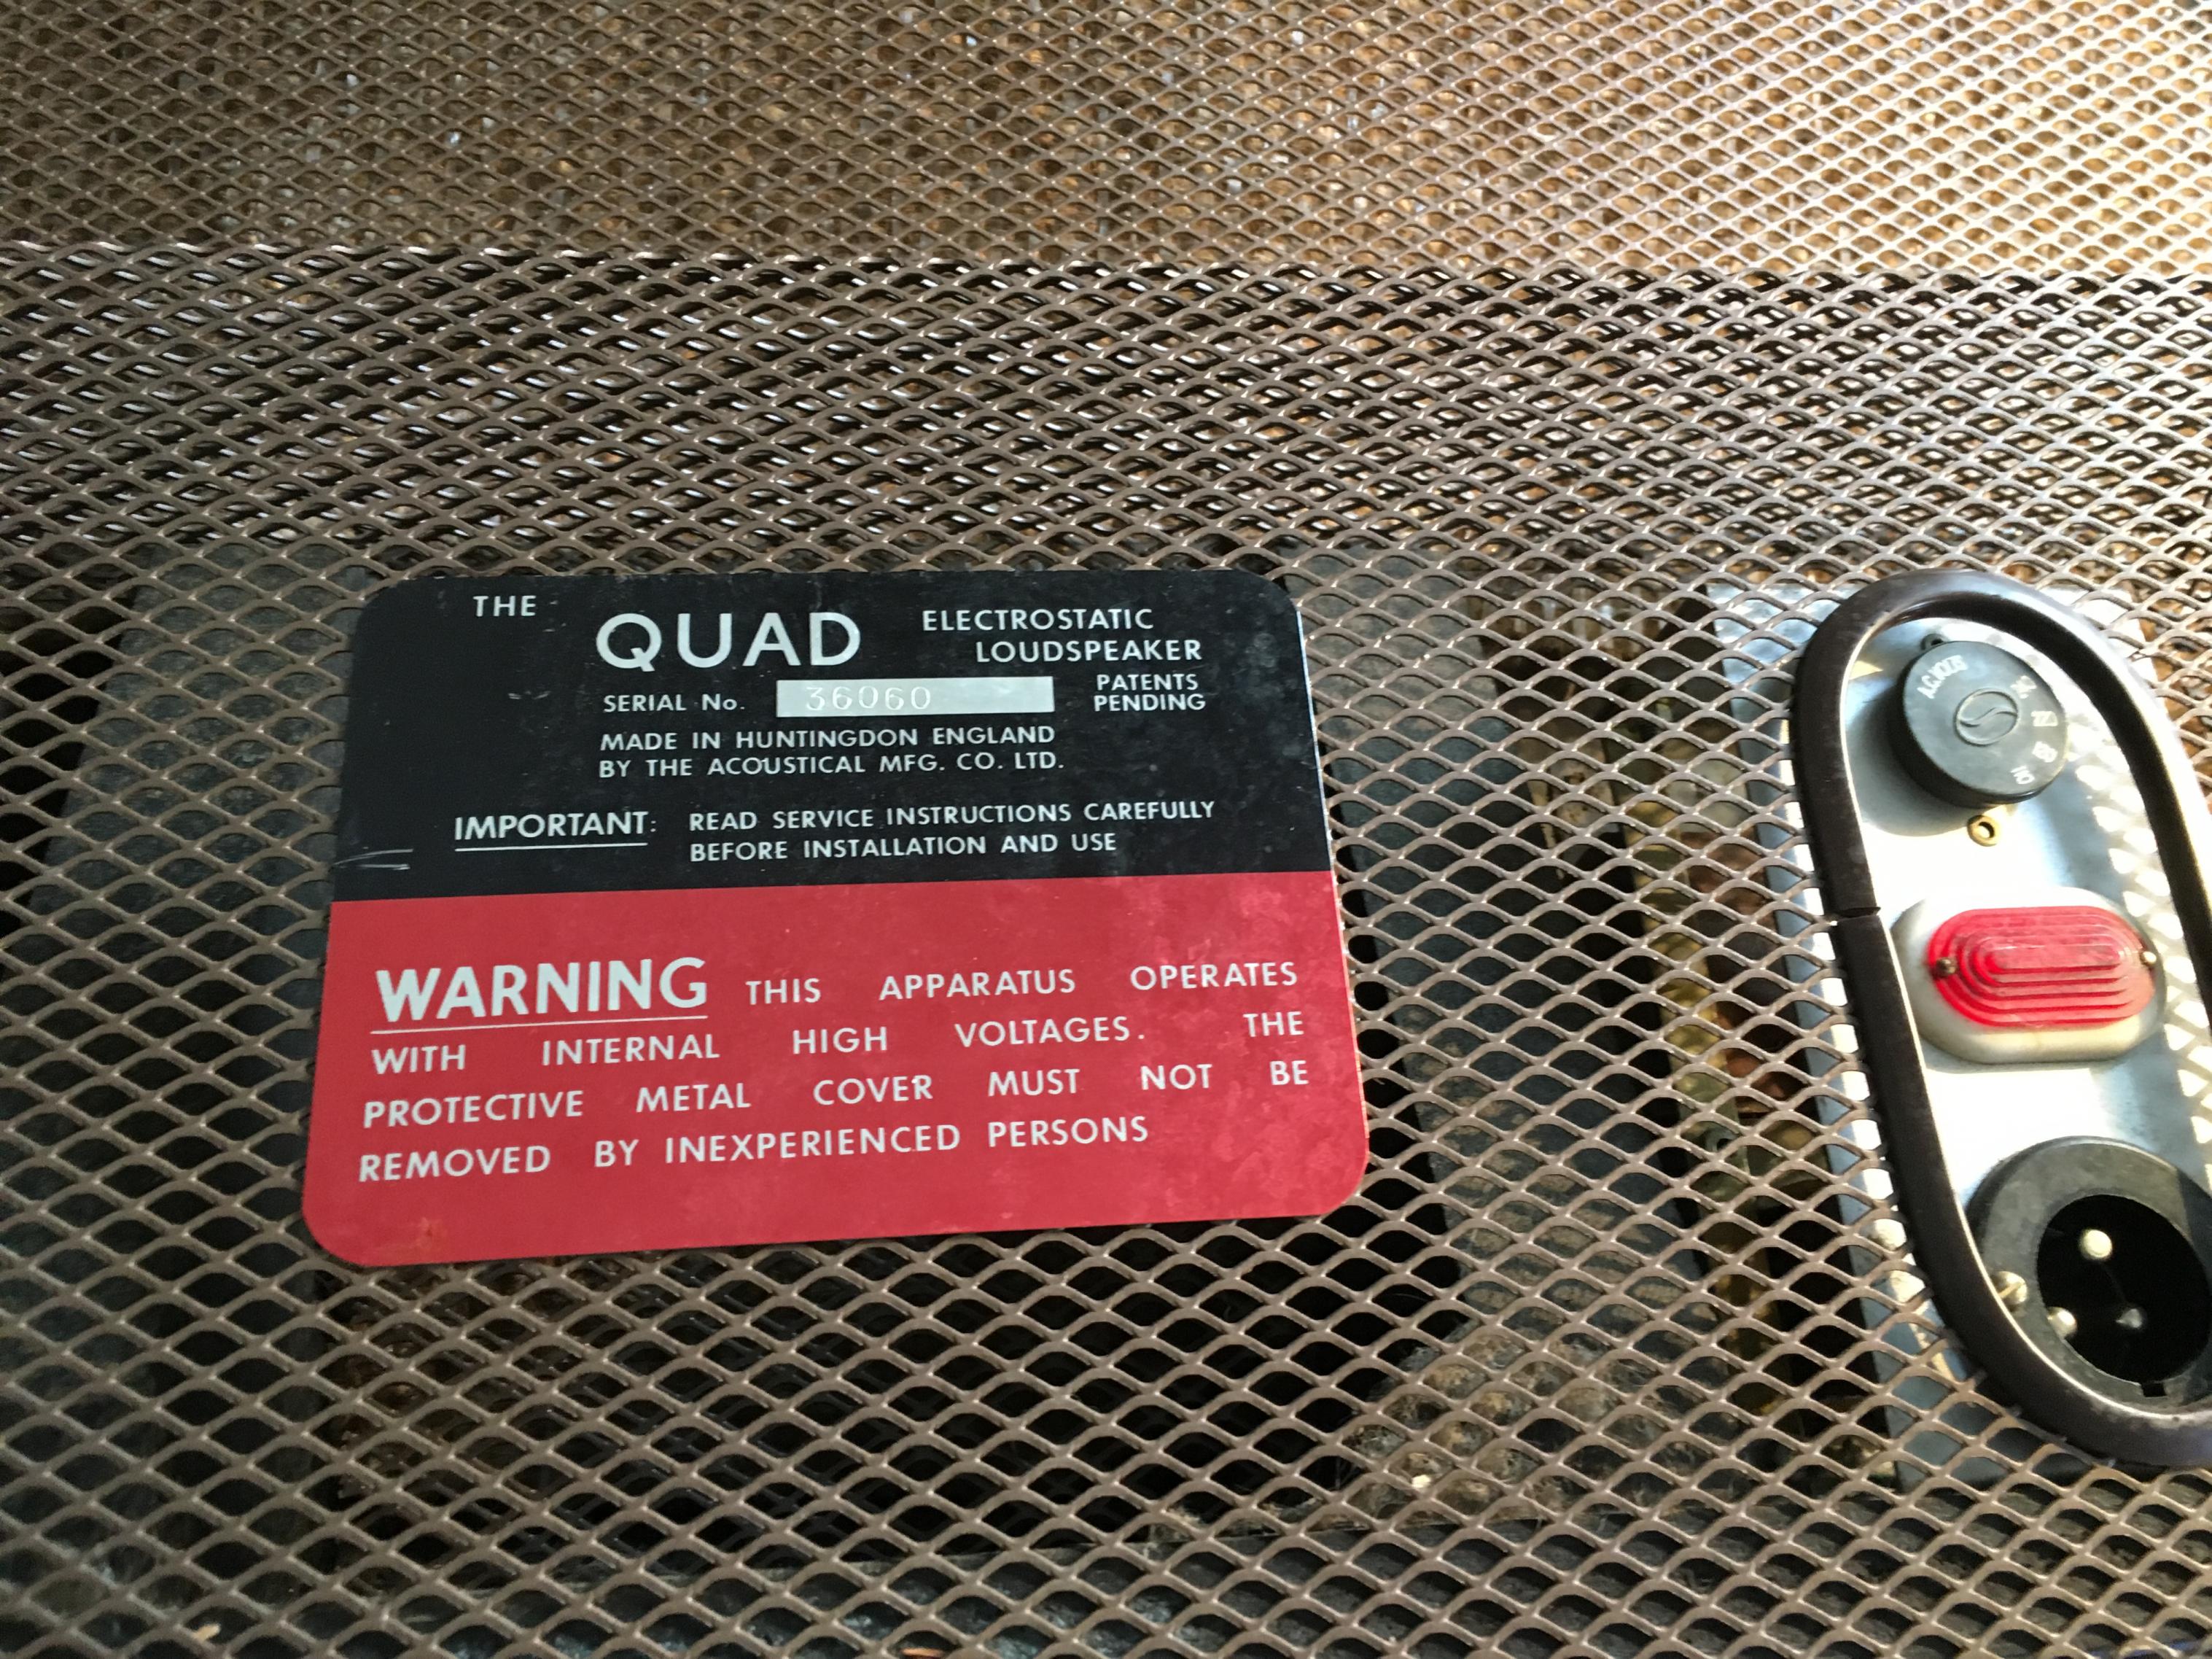 THE QUAD ELECTROSTATIC
LOUDSPEAKER
SERIAL No. 36060 PATENTS
PENDING
MADE IN HUNTINGDON ENGLAND
BY THE ACOUSTICAL MFG. CO. LTD.
IMPORTANT: READ SERVICE INSTRUCTIONS CAREFULLY
BEFORE INSTALLATION AND USE
WARNING THIS APPARATUS OPERATES
WITH INTERNAL HIGH VOLTAGES. THE
PROTECTIVE METAL COVER MUST NOT BE
REMOVED BY INEXPERIENCED PERSONS
220